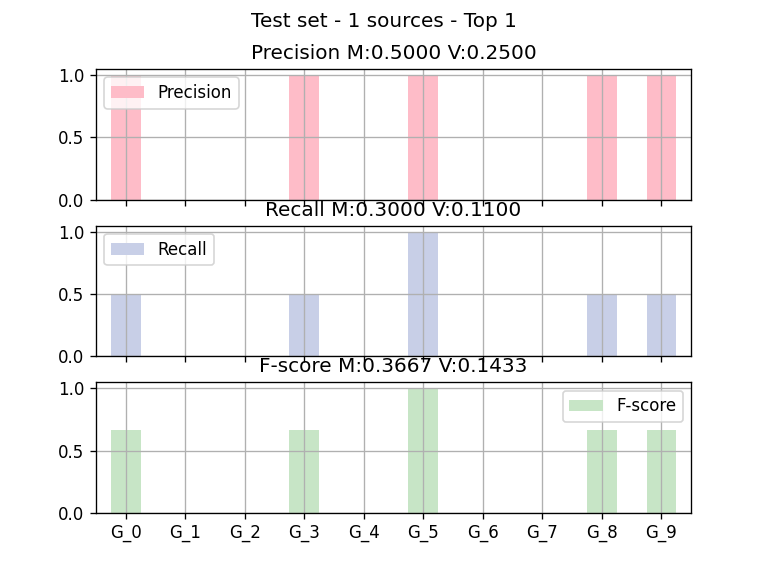 Test set - 1 sources - Top 1
Precision M:0.5000 V:0.2500
1.0
Precision
0.5
0.0
Recall M:0.3000 V:0.1100
1.0
Recall
0.5
0.0
F-score M:0.3667 V:0.1433
1.0
F-score
0.5
0.0
G_0 G_1 G_2 G_3 G_4 G_5 G_6 G_7 G_8 G_9